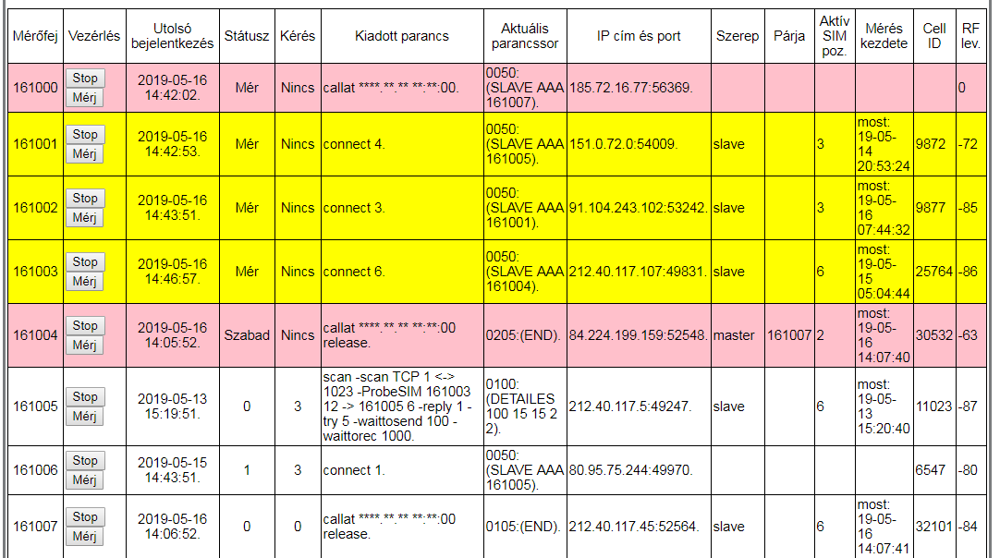 Mérőfej Vezérlés Utolsó bejelentkezés Státusz Kérés Kiadott parancs Aktuális parancssor IP cím és port Szerep Párja Aktív SIM poz. Mérés kezdete Cell ID RF lev.
161000 Stop Mérj 2019-05-16 14:42:02. Mér Nincs callat ****.**.** **:**:00. 0050:(SLAVE AAA 161007). 185.72.16.77:56369. 0
161001 Stop Mérj 2019-05-16 14:42:53. Mér Nincs connect 4. 0050:(SLAVE AAA 161005). 151.0.72.0:54009. slave 3 most: 19-05-14 20:53:24 9872 -72
161002 Stop Mérj 2019-05-16 14:43:51. Mér Nincs connect 3. 0050:(SLAVE AAA 161001). 91.104.243.102:53242. slave 3 most: 19-05-16 07:44:32 9877 -85
161003 Stop Mérj 2019-05-16 14:46:57. Mér Nincs connect 6. 0050:(SLAVE AAA 161004). 212.40.117.107:49831. slave 6 most: 19-05-15 05:04:44 25764 -86
161004 Stop Mérj 2019-05-16 14:05:52. Szabad Nincs callat ****.**.** **:**:00 release. 0205:(END). 84.224.199.159:52548. master 161007 2 most: 19-05-16 14:07:40 30532 -63
161005 Stop Mérj 2019-05-13 15:19:51. 0 3 scan -scan TCP 1 <-> 1023 -ProbeSIM 161003 12 -> 161005 6 -reply 1 -try 5 -waittosend 100 -waittorec 1000. 0100:(DETAILES 100 15 15 2 2). 212.40.117.5:49247. slave 6 most: 19-05-13 15:20:40 11023 -87
161006 Stop Mérj 2019-05-15 14:43:51. 1 3 connect 1. 0050:(SLAVE AAA 161005). 80.95.75.244:49970. 6547 -80
161007 Stop Mérj 2019-05-16 14:06:52. 0 0 callat ****.**.** **:**:00 release. 0105:(END). 212.40.117.45:52564. slave 6 most: 19-05-16 14:07:41 32101 -84